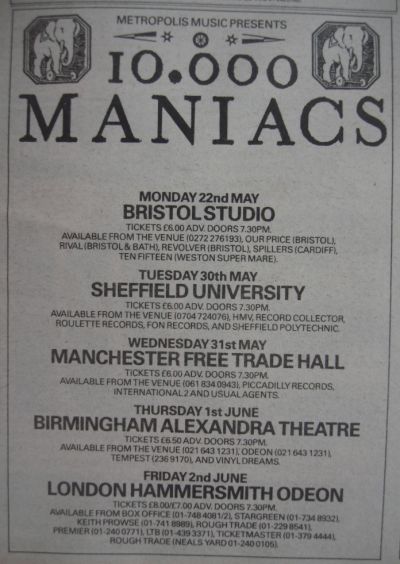 METROPOLIS MUSIC PRESENTS
10.000
MANIACS
MONDAY 22nd MAY
BRISTOL STUDIO
TICKETS £6.00 ADV. DOORS 7.30PM.
AVAILABLE FROM THE VENUE (0272 276193), OUR PRICE (BRISTOL),
RIVAL (BRISTOL & BATH), REVOLVER (BRISTOL), SPILLERS (CARDIFF),
TEN FIFTEEN (WESTON SUPER MARE).
TUESDAY 30th MAY
SHEFFIELD UNIVERSITY
TICKETS £6.00 ADV. DOORS 7.30PM.
AVAILABLE FROM THE VENUE (0704 724076), HMV, RECORD COLLECTOR,
ROULETTE RECORDS, FON RECORDS, AND SHEFFIELD POLYTECHNIC.
WEDNESDAY 31st MAY
MANCHESTER FREE TRADE HALL
TICKETS £6.00 ADV. DOORS 7.30PM.
AVAILABLE FROM THE VENUE (061 834 0943), PICCADILLY RECORDS,
INTERNATIONAL 2 AND USUAL AGENTS.
THURSDAY 1st JUNE
BIRMINGHAM ALEXANDRA THEATRE
TICKETS £6.50 ADV. DOORS 7.30PM.
AVAILABLE FROM THE VENUE (021 643 1231), ODEON (021 643 1231),
TEMPEST (236 9170), AND VINYL DREAMS.
FRIDAY 2nd JUNE
LONDON HAMMERSMITH ODEON
TICKETS £8.00/£7.00 ADV. DOORS 7.30PM.
AVAILABLE FROM BOX OFFICE (01-748 4081/2), STARGREEN (01-734 8932),
KEITH PROWSE (01-741 8989), ROUGH TRADE (01-229 8541),
PREMIER (01-240 0771), LTB (01-439 3371), TICKETMASTER (01-379 4444),
ROUGH TRADE (NEALS YARD 01-240 0105).